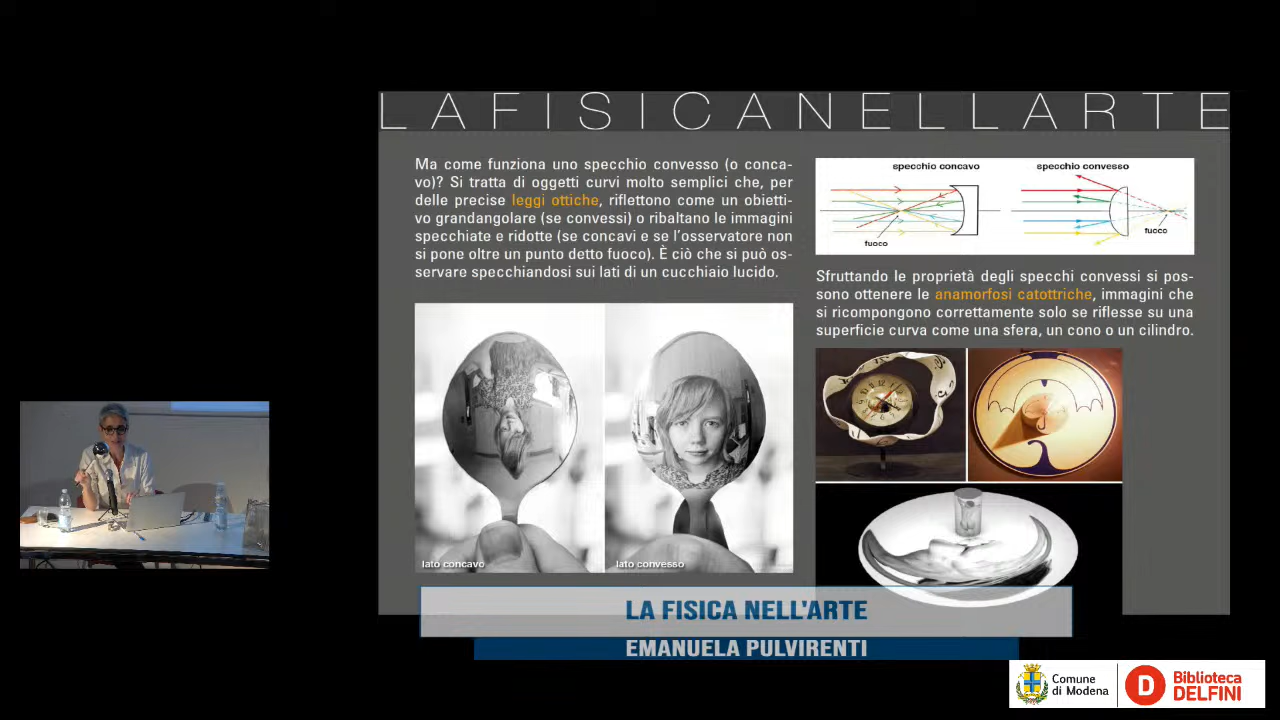 LAFISICANELLARTE
Ma come funziona uno specchio convesso (o conca-
vo)? Si tratta di oggetti curvi molto semplici che, per
delle precise leggi ottiche, riflettono come un obietti-
vo grandangolare (se convessi) o ribaltano le immagini
specchiate e ridotte (se concavi e se l'osservatore non
si pone oltre un punto detto fuoco). È ciò che si può os-
servare specchiandosi sui lati di un cucchiaio lucido.
lato concavo
lato convesso
specchio concavo
specchio convesso
fuoco
fuoco
Sfruttando le proprietà degli specchi convessi si pos-
sono ottenere le anamorfosi catottriche, immagini che
si ricompongono correttamente solo se riflesse su una
superficie curva come una sfera, un cono o un cilindro.
LA FISICA NELL'ARTE
EMANUELA PULVIRENTI
Comune
di Modena
D
Biblioteca
DELFINI